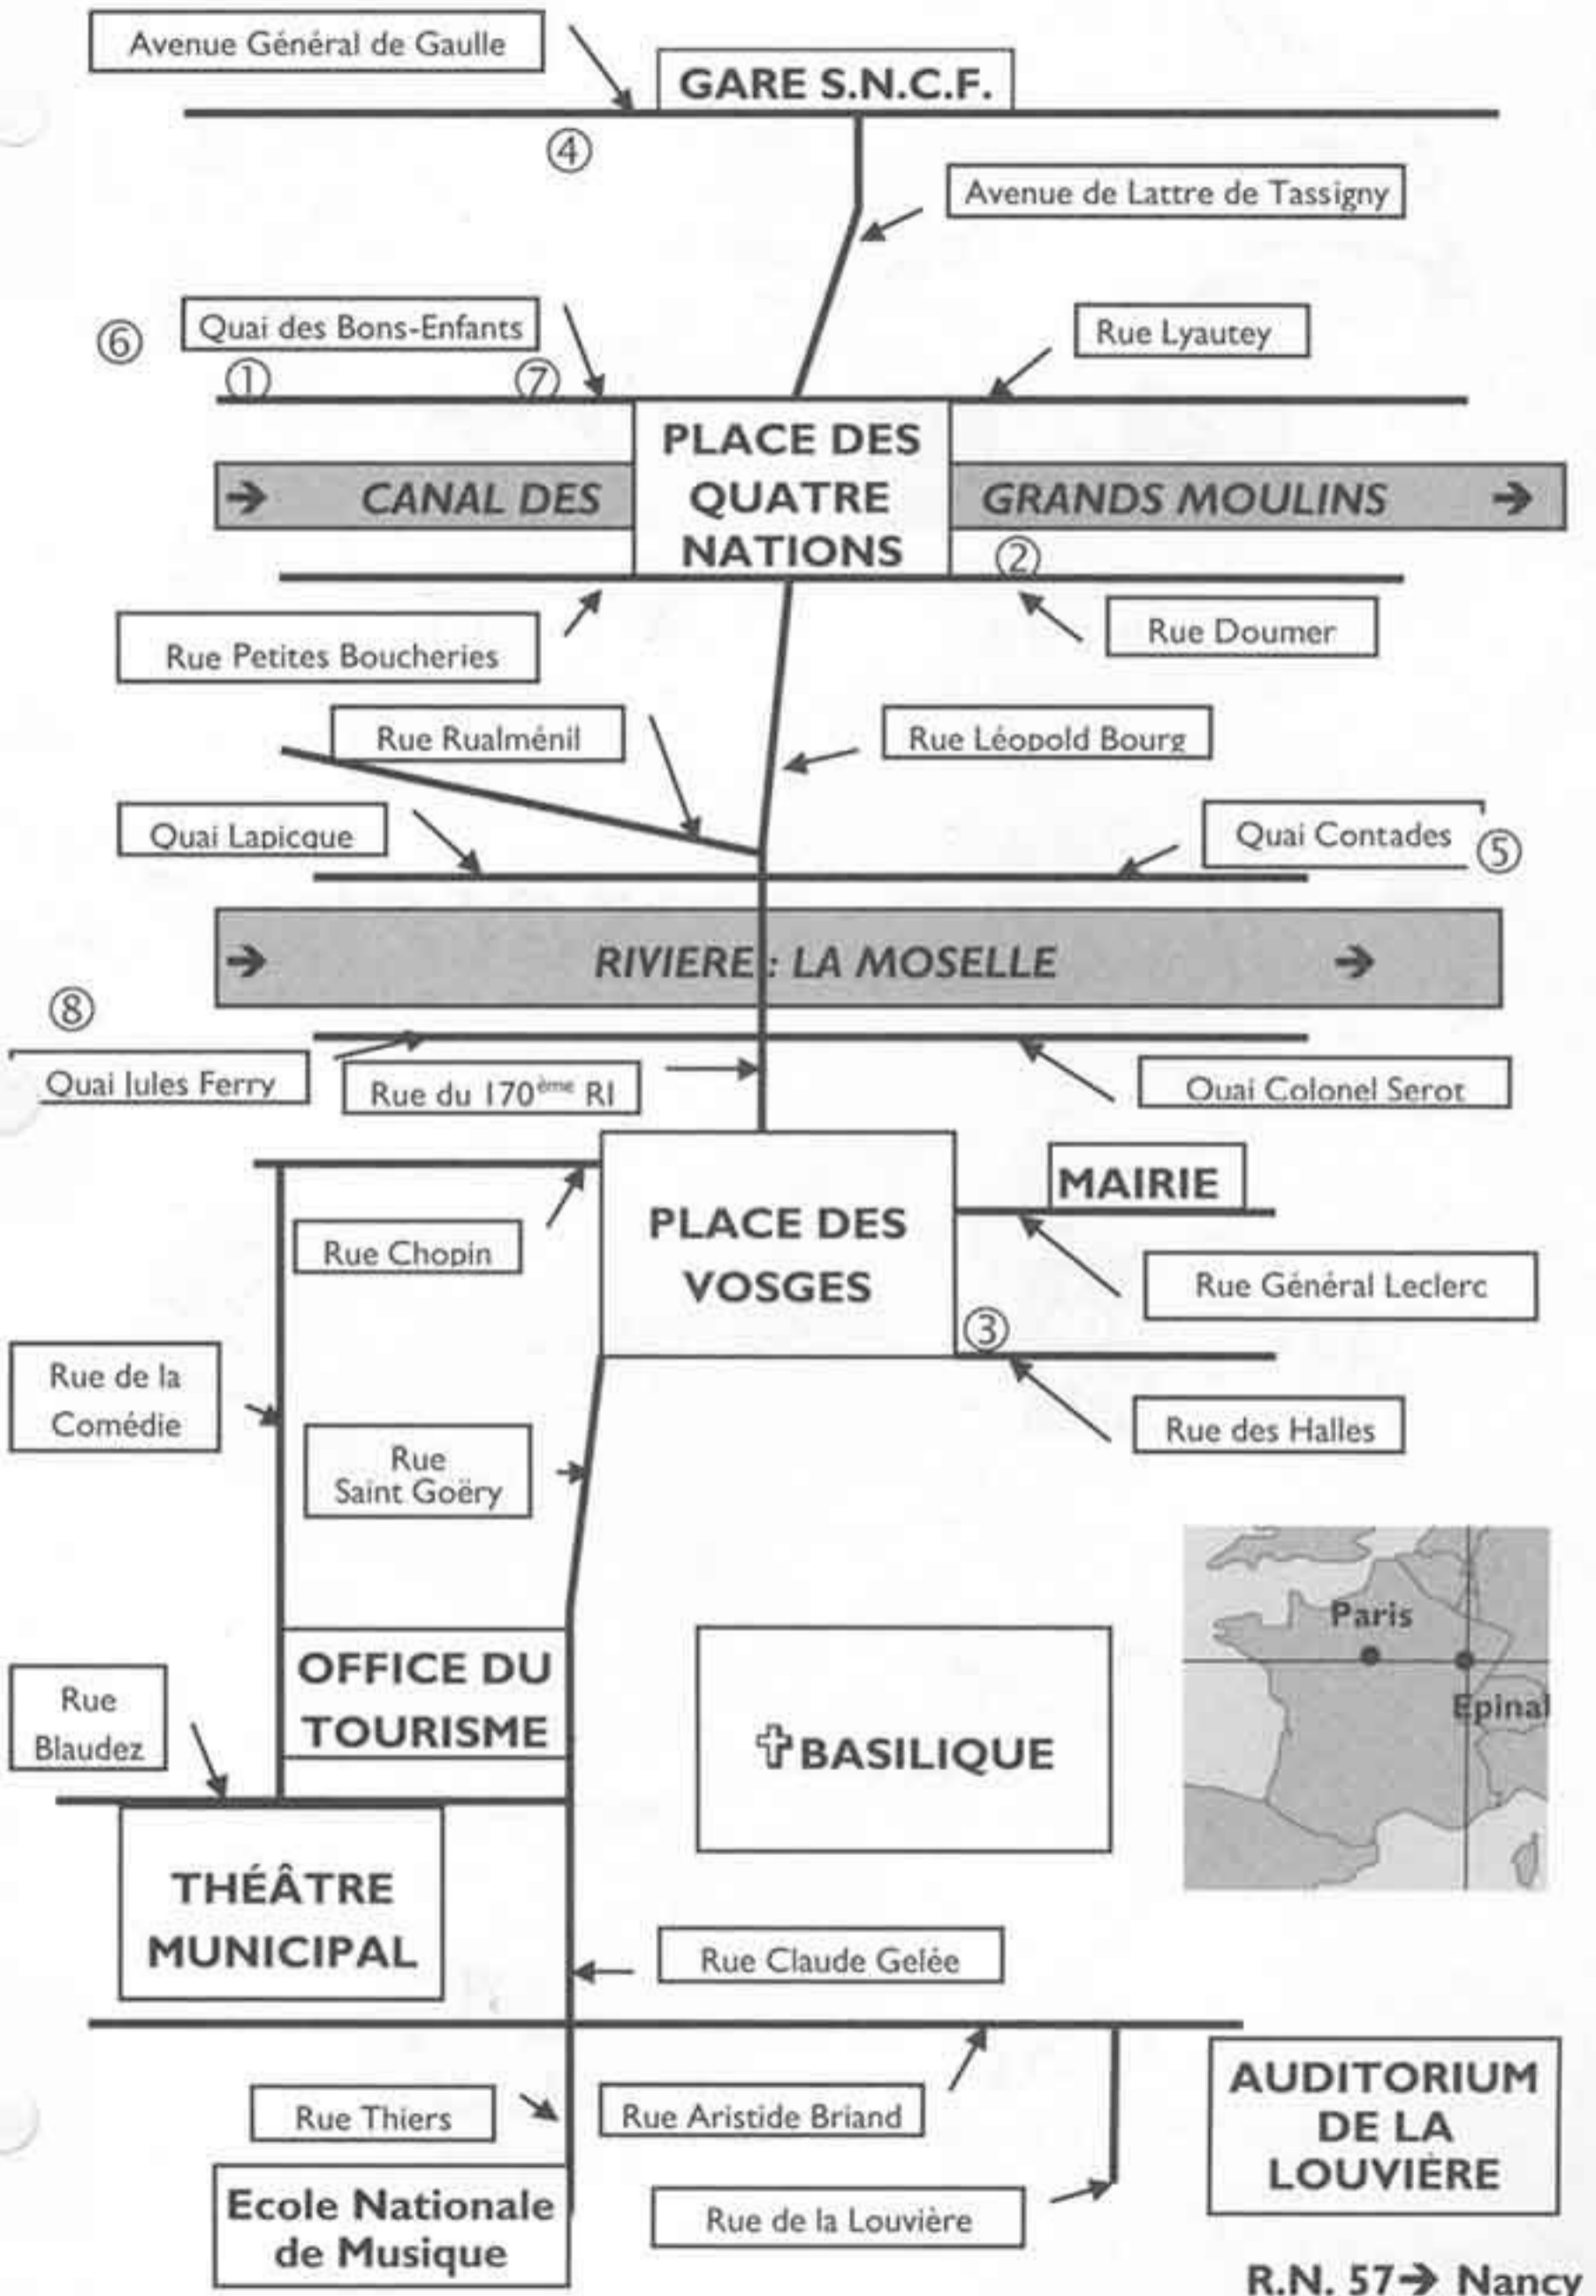 Avenue Général de Gaulle
GARE S.N.C.F.
④
Avenue de Lattre de Tassigny
⑥
Quai des Bons-Enfants
Rue Lyautey
①
⑦
PLACE DES
QUATRE
NATIONS
→ CANAL DES
GRANDS MOULINS →
②
Rue Petites Boucheries
Rue Doumer
Rue Rualménil
Rue Léopold Bourg
Quai Lapicque
Quai Contades
⑤
→ RIVIERE : LA MOSELLE →
⑧
Quai Jules Ferry
Rue du 170ème RI
Quai Colonel Serot
MAIRIE
PLACE DES
VOSGES
Rue Chopin
Rue Général Leclerc
③
Rue de la
Comédie
Rue
Saint Goëry
Rue des Halles
Paris
Epinal
OFFICE DU
TOURISME
Rue
Blaudez
✝BASILIQUE
THÉÂTRE
MUNICIPAL
Rue Claude Gelée
Rue Thiers
Rue Aristide Briand
AUDITORIUM
DE LA
LOUVIÈRE
Ecole Nationale
de Musique
Rue de la Louvière
R.N. 57→ Nancy